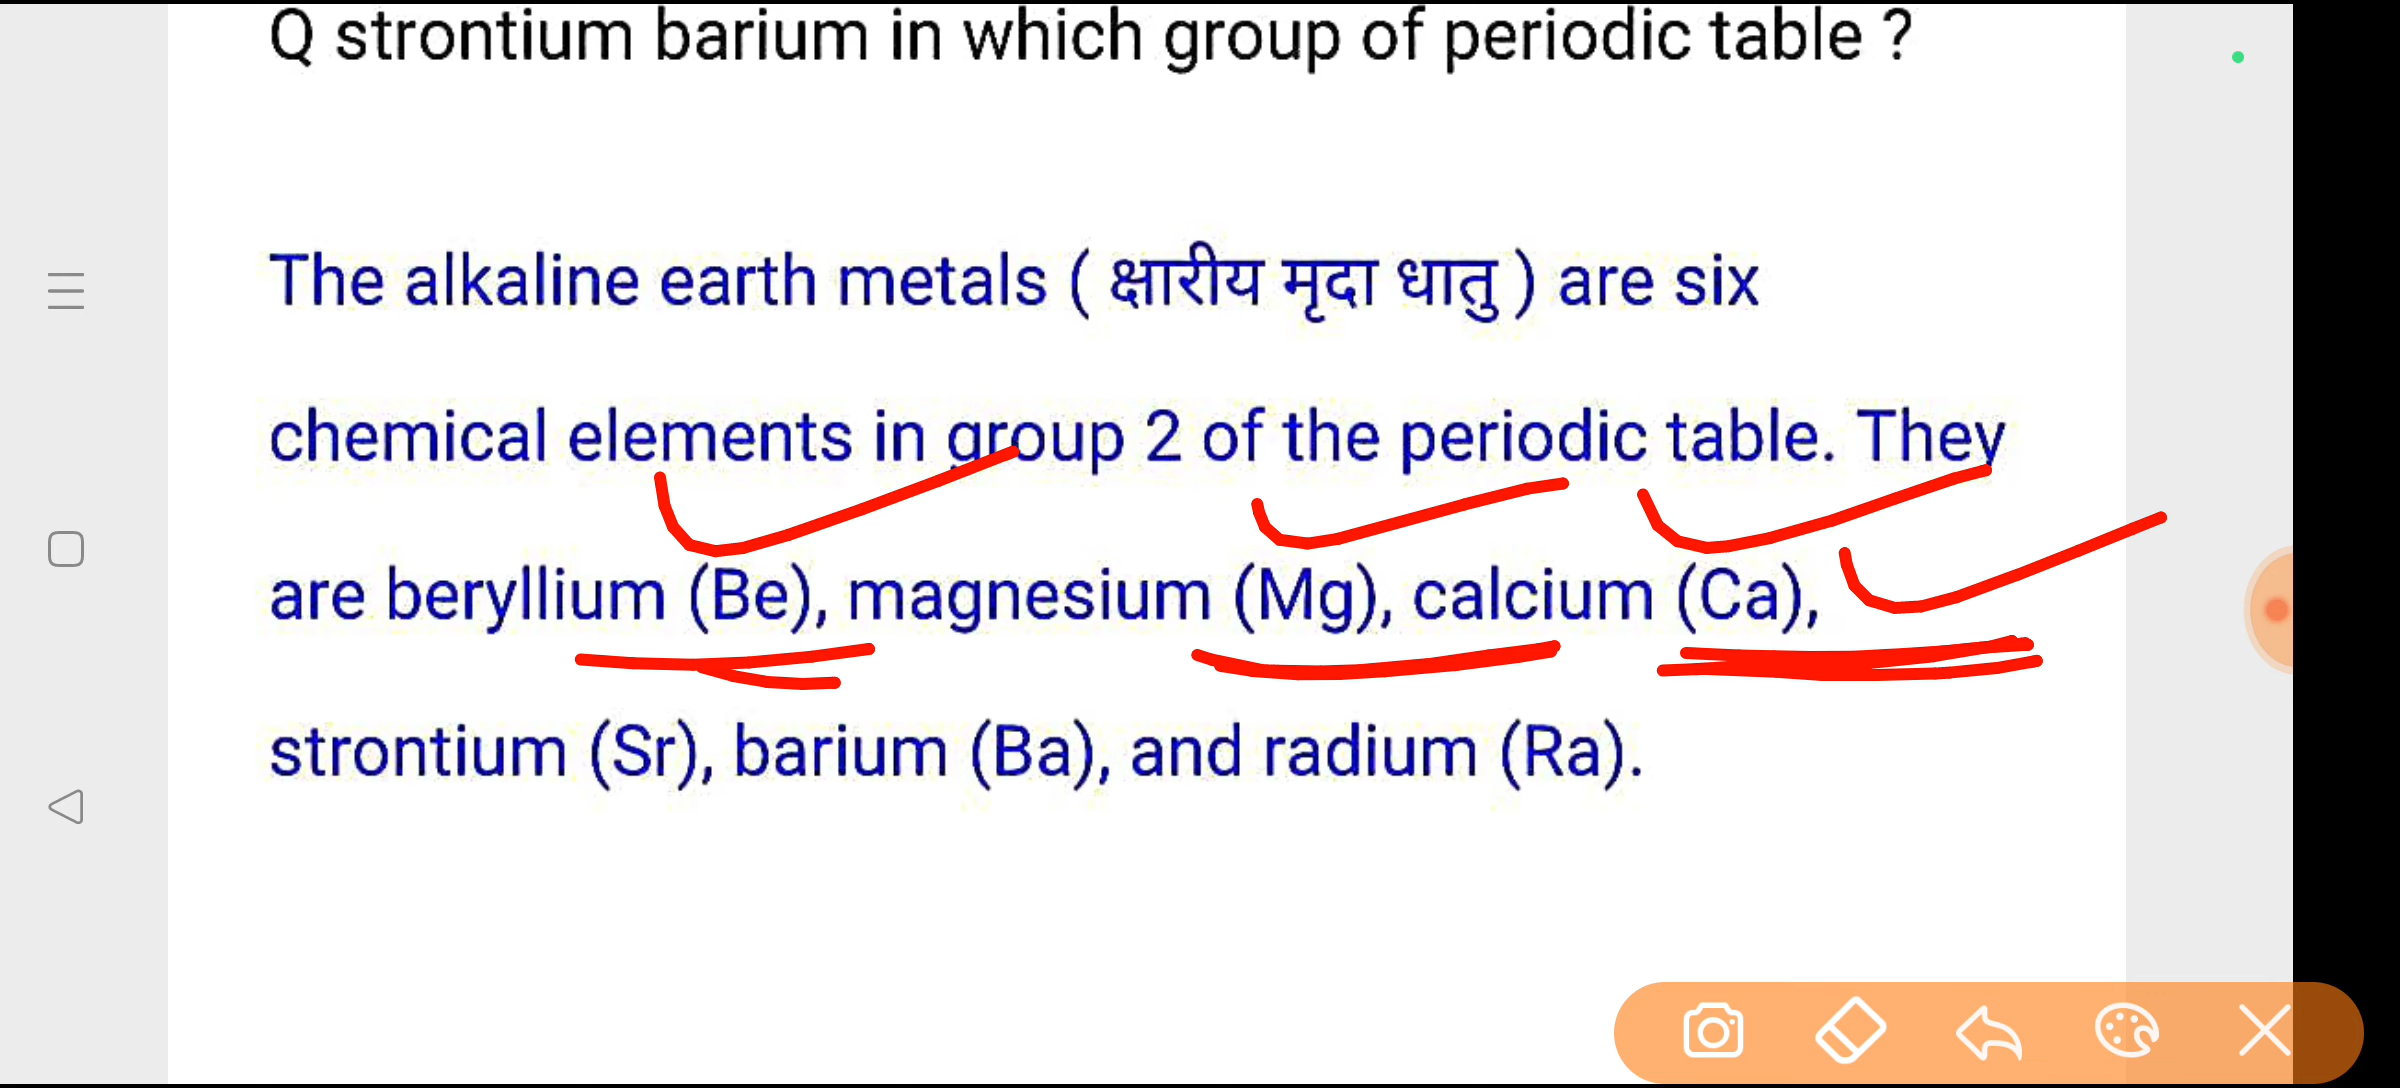 Q strontium barium in which group of periodic table ?
The alkaline earth metals ( क्षारीय मृदा धातु ) are six
chemical elements in group 2 of the periodic table. They
are beryllium (Be), magnesium (Mg), calcium (Ca),
strontium (Sr), barium (Ba), and radium (Ra).